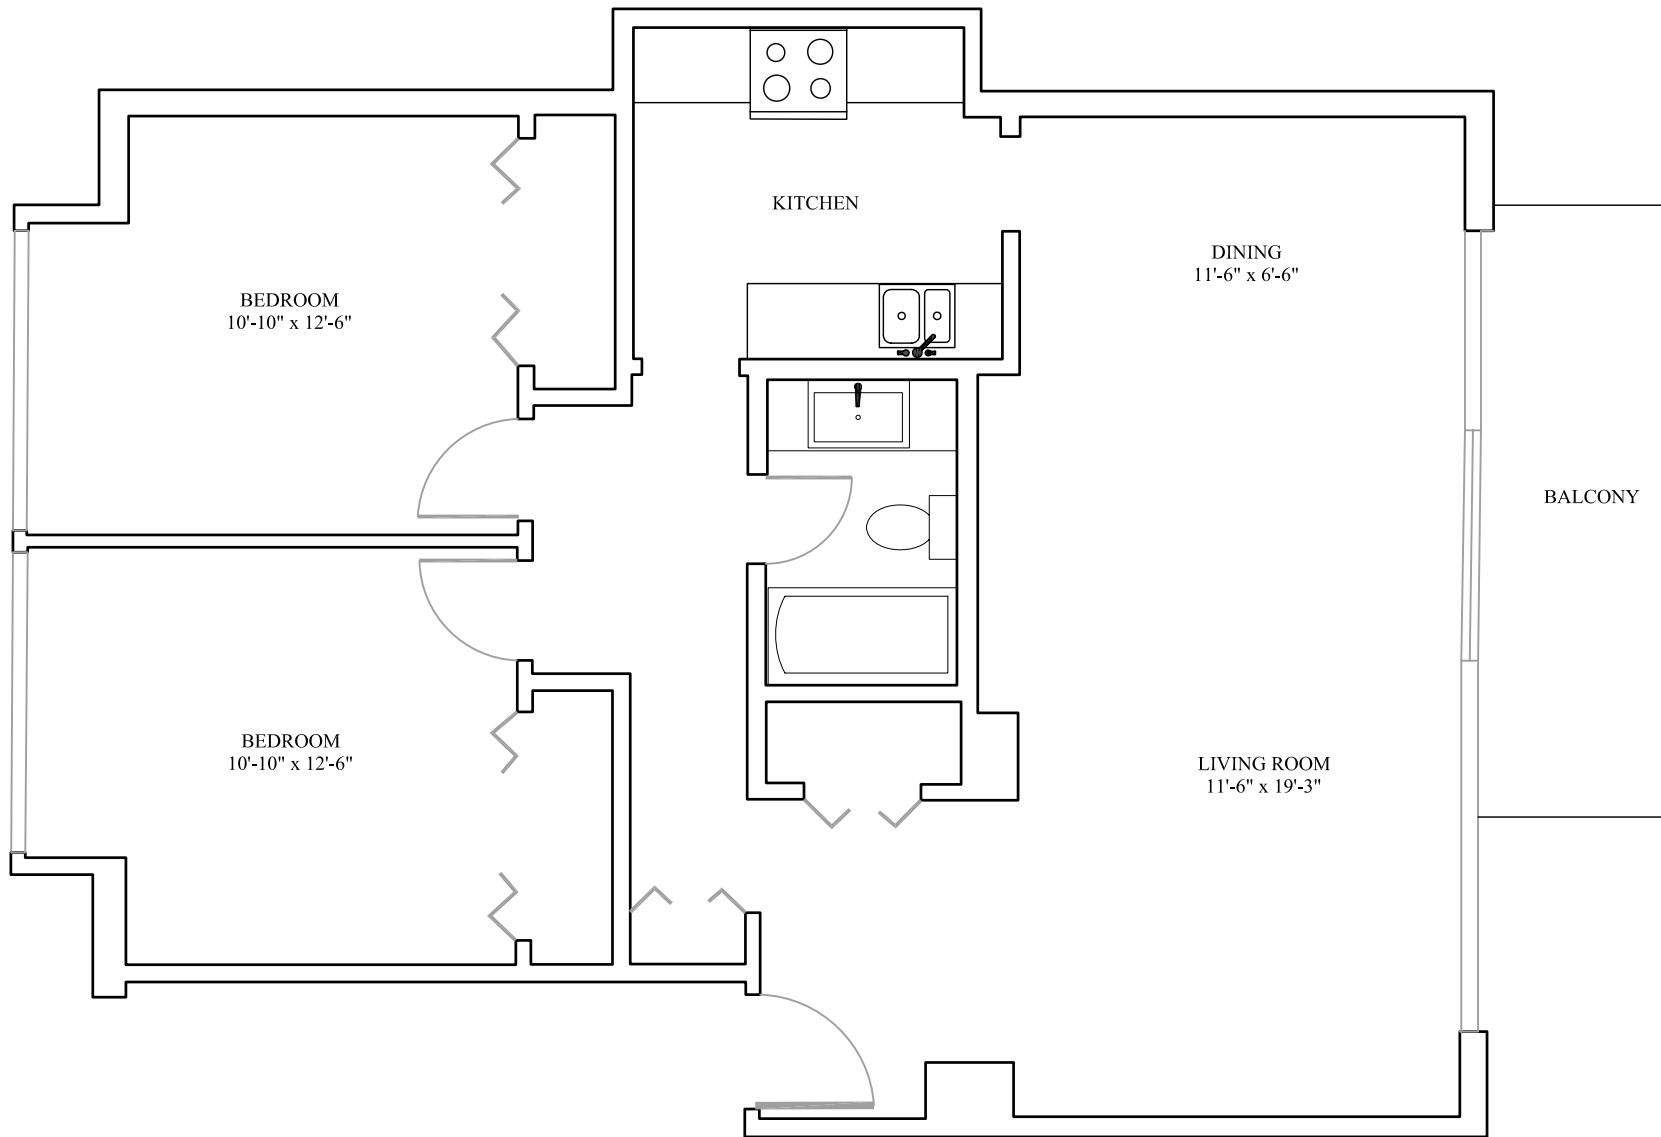 KITCHEN
DINING
11'-6" x 6'-6"
BEDROOM
10'-10" x 12'-6"
BALCONY
BEDROOM
10'-10" x 12'-6"
LIVING ROOM
11'-6" x 19'-3"